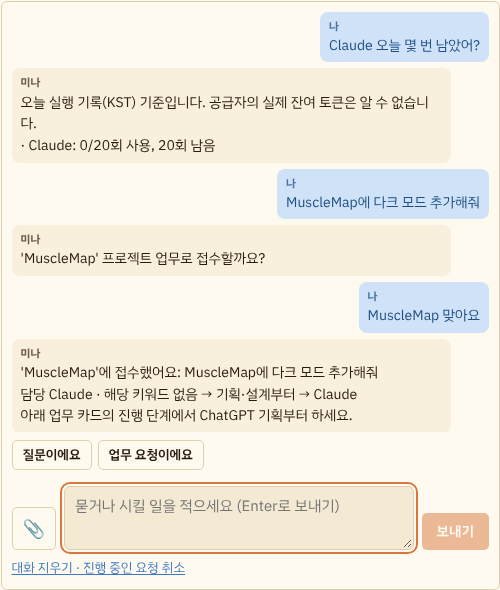 나
Claude 오늘 몇 번 남았어?
미나
오늘 실행 기록(KST) 기준입니다. 공급자의 실제 잔여 토큰은 알 수 없습니
다.
· Claude: 0/20회 사용, 20회 남음
나
MuscleMap에 다크 모드 추가해줘
미나
'MuscleMap' 프로젝트 업무로 접수할까요?
나
MuscleMap 맞아요
미나
'MuscleMap'에 접수했어요: MuscleMap에 다크 모드 추가해줘
담당 Claude · 해당 키워드 없음 → 기획·설계부터 → Claude
아래 업무 카드의 진행 단계에서 ChatGPT 기획부터 하세요.
질문이에요
업무 요청이에요
묻거나 시킬 일을 적으세요 (Enter로 보내기)
보내기
대화 지우기 · 진행 중인 요청 취소